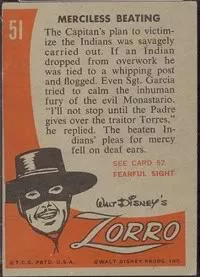 51
MERCILESS BEATING
The Capitan's plan to victim-
ize the Indians was savagely
carried out. If an Indian
dropped from overwork he
was tied to a whipping post
and flogged. Even Sgt. Garcia
tried to calm the inhuman
fury of the evil Monastario.
"I'll not stop until the Padre
gives over the traitor Torres,"
he replied. The beaten In-
dians' pleas for mercy
fell on deaf ears.
SEE CARD 52
FEARFUL SIGHT
WALT DISNEY'S
ZORRO
© T.C.G. PRTD. U.S.A.
© WALT DISNEY PRODS. INC.